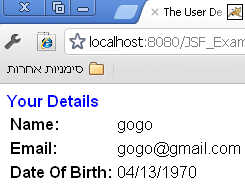 The User De
localhost:8080/JSF_Exa
סימניות אחרות
Your Details
Name: gogo
Email: gogo@gmail.com
Date Of Birth: 04/13/1970